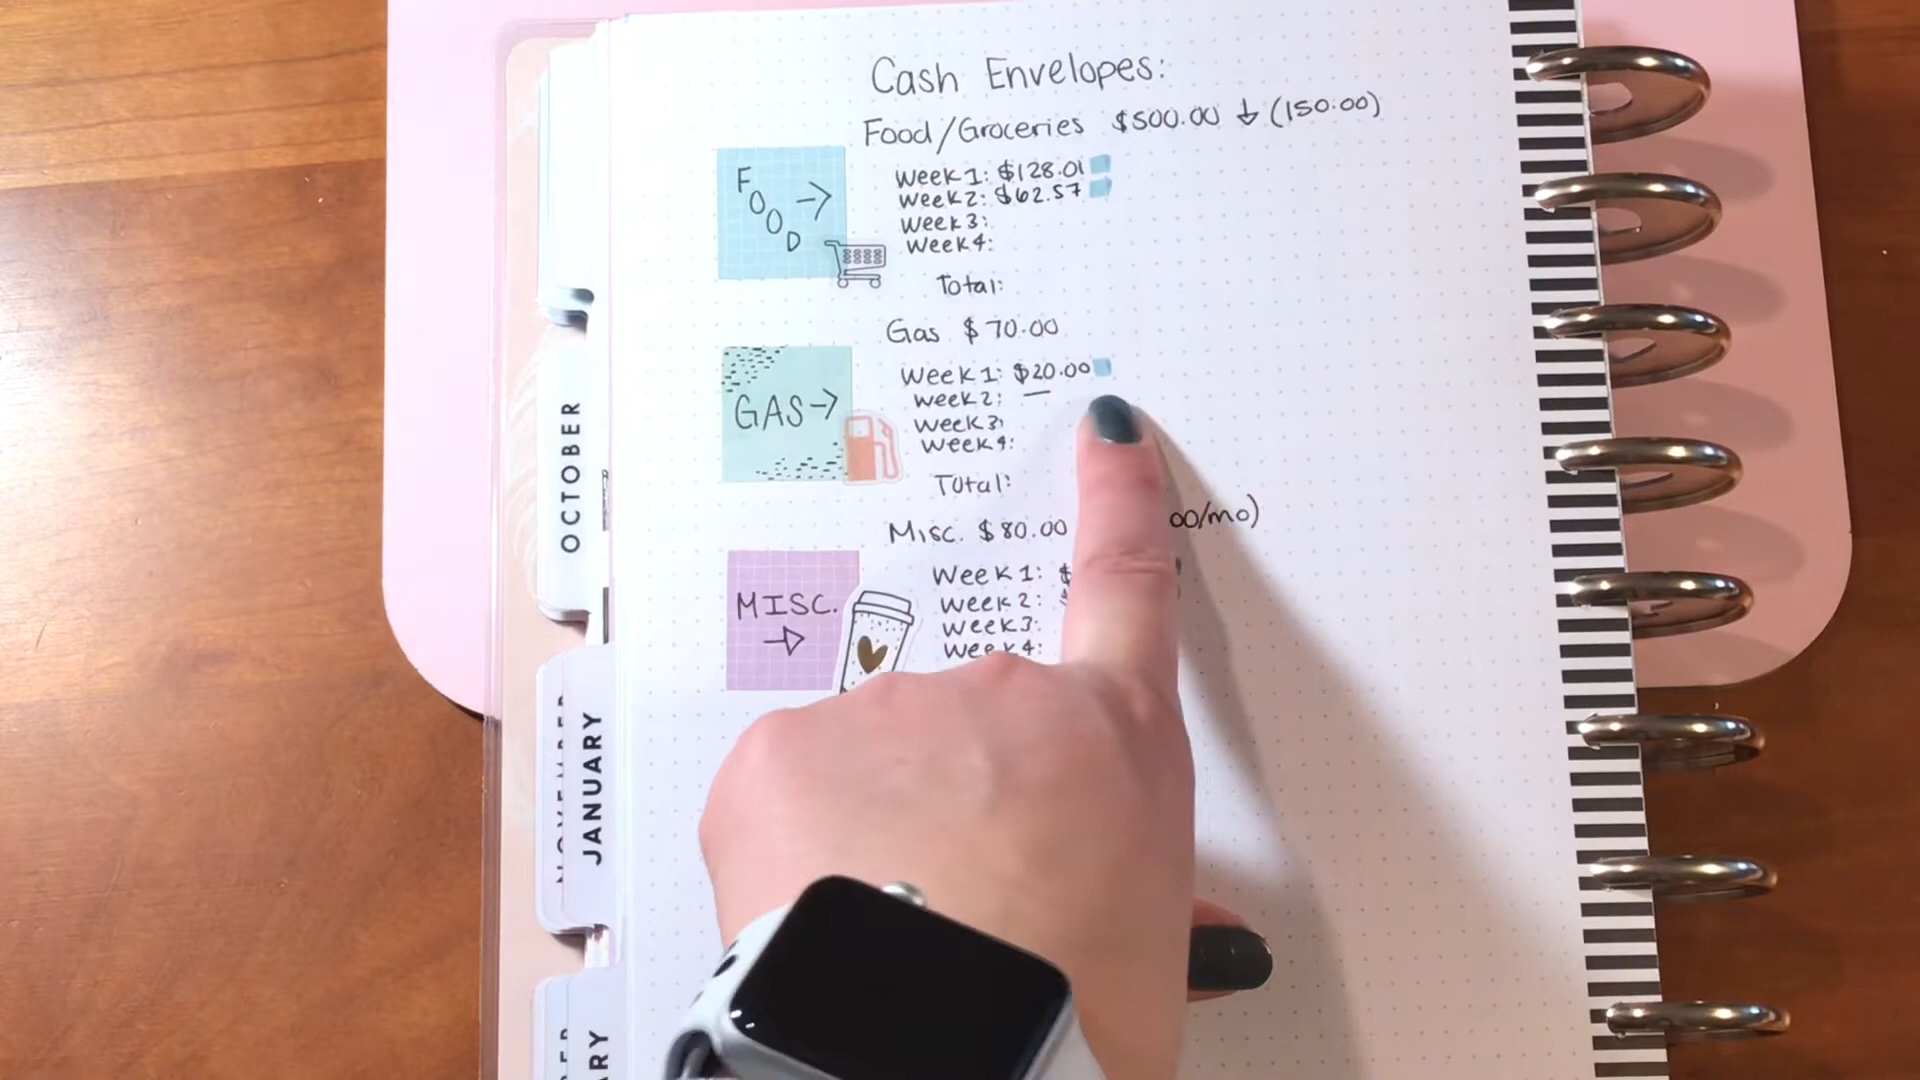 Cash Envelopes:
Food/Groceries $500.00 ↓ (150.00)
FOOD →
Week 1: $128.01
Week 2: $62.57
Week 3:
Week 4:
Total:
Gas $70.00
GAS →
Week 1: $20.00
Week 2: —
Week 3:
Week 4:
Total:
Misc. $80.00 00/mo)
MISC. →
Week 1: $
Week 2:
Week 3:
Week 4:
OCTOBER
JANUARY